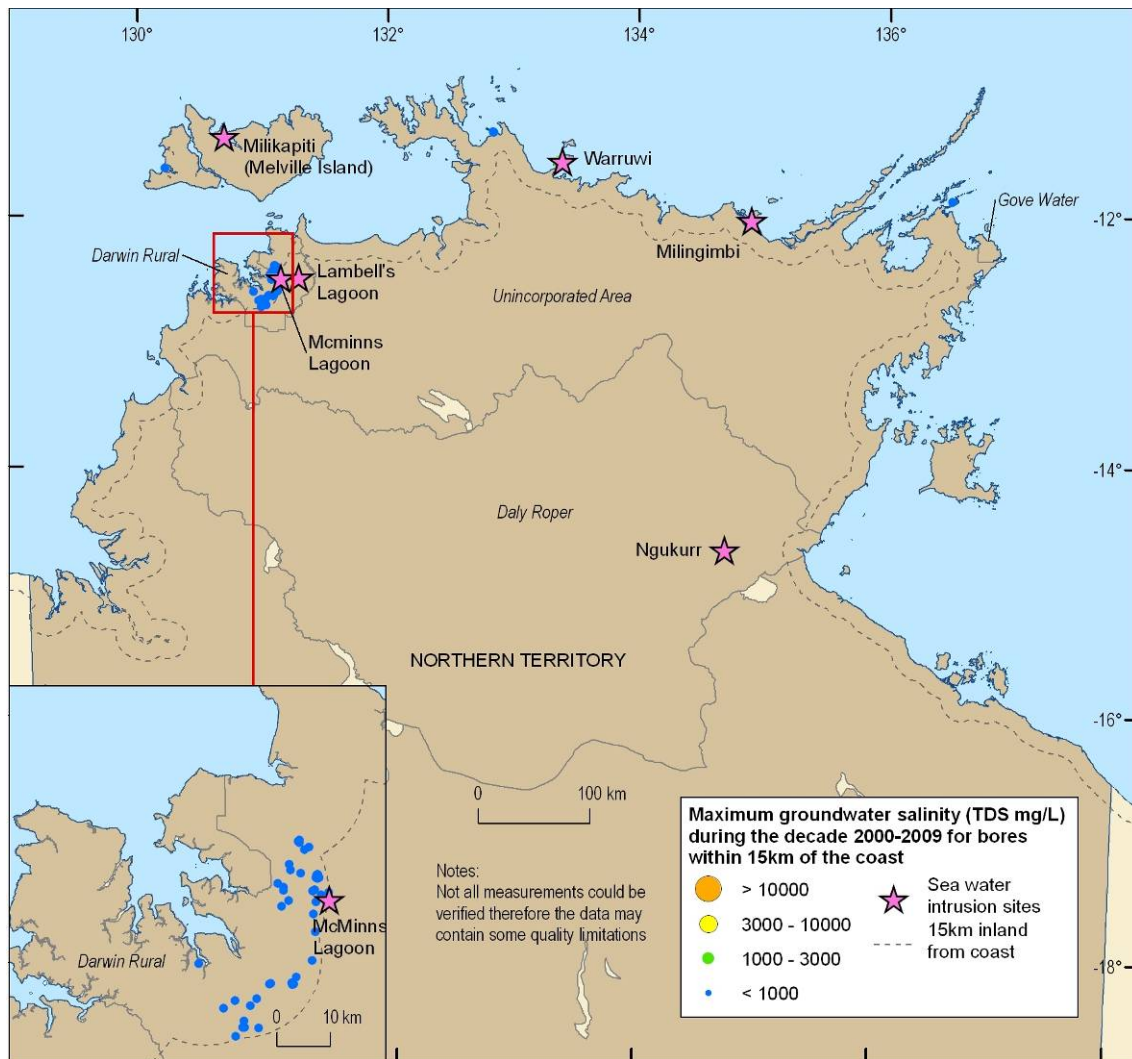 130°
132°
134°
136°
Milikapiti
(Melville Island)
Warruwi
-12°
Gove Water
Milingimbi
Darwin Rural
Lambell's
Lagoon
Unincorporated Area
Mcminns
Lagoon
-14°
Daly Roper
Ngukurr
NORTHERN TERRITORY
-16°
0 100 km
Maximum groundwater salinity (TDS mg/L)
during the decade 2000-2009 for bores
within 15km of the coast
> 10000
3000 - 10000
1000 - 3000
< 1000
Sea water
intrusion sites
15km inland
from coast
Notes:
Not all measurements could be
verified therefore the data may
contain some quality limitations
McMinns
Lagoon
Darwin Rural
0 10 km
-18°
132°
134°
136°